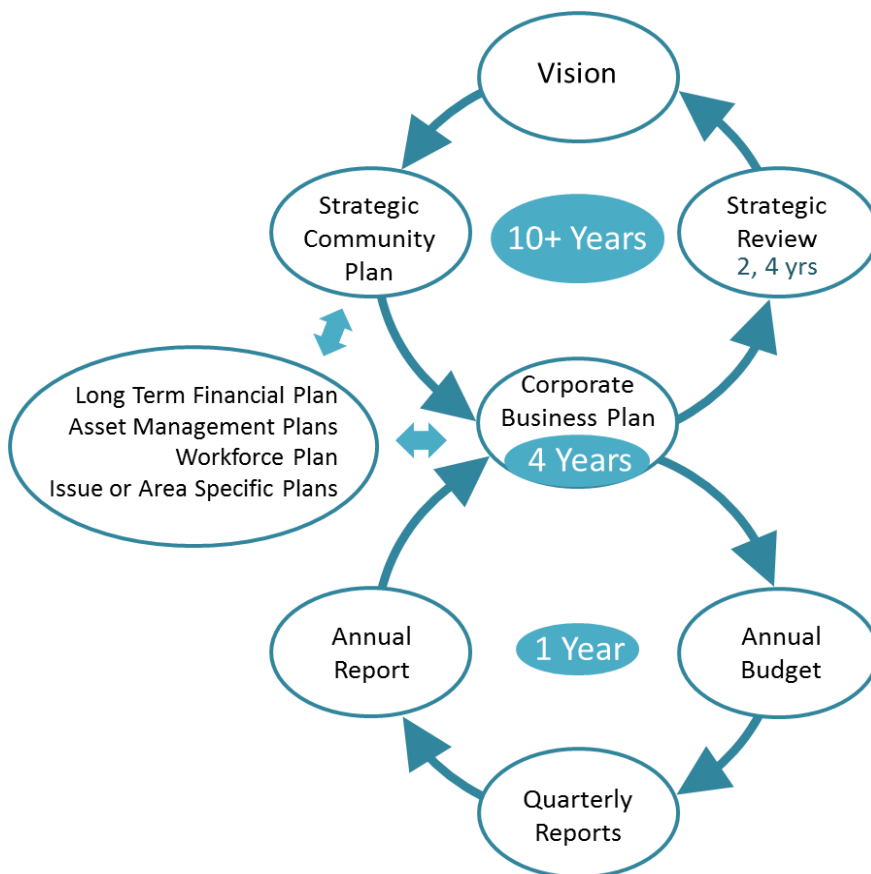 Vision
Strategic
Community
Plan
10+ Years
Strategic
Review
2, 4 yrs
Long Term Financial Plan
Asset Management Plans
Workforce Plan
Issue or Area Specific Plans
Corporate
Business Plan
4 Years
Annual
Report
1 Year
Annual
Budget
Quarterly
Reports